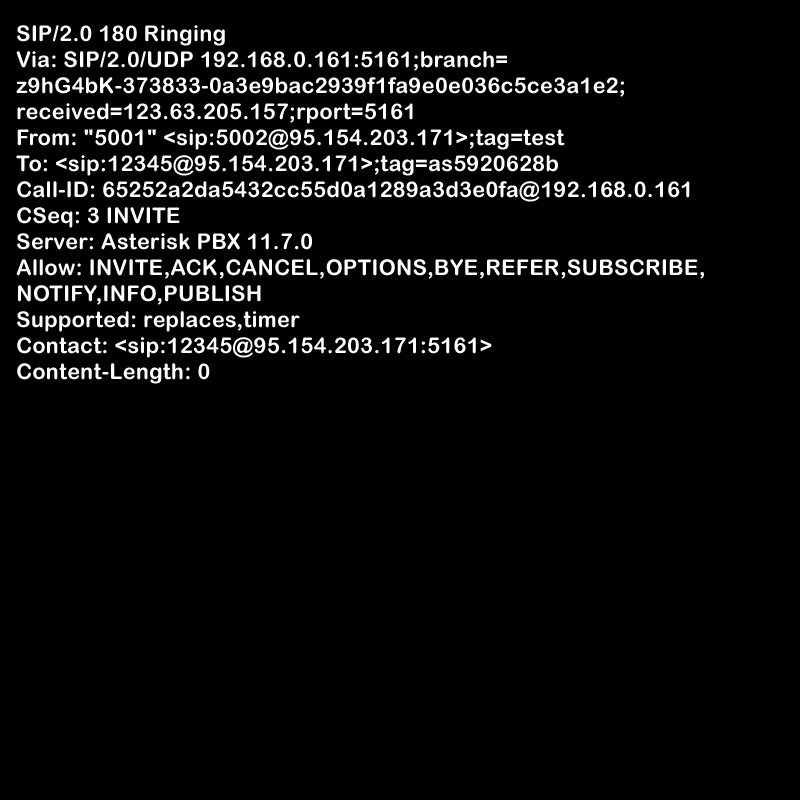 SIP/2.0 180 Ringing
Via: SIP/2.0/UDP 192.168.0.161:5161;branch=
z9hG4bK-373833-0a3e9bac2939f1fa9e0e036c5ce3a1e2;
received=123.63.205.157;rport=5161
From: "5001" <sip:5002@95.154.203.171>;tag=test
To: <sip:12345@95.154.203.171>;tag=as5920628b
Call-ID: 65252a2da5432cc55d0a1289a3d3e0fa@192.168.0.161
CSeq: 3 INVITE
Server: Asterisk PBX 11.7.0
Allow: INVITE,ACK,CANCEL,OPTIONS,BYE,REFER,SUBSCRIBE,
NOTIFY,INFO,PUBLISH
Supported: replaces,timer
Contact: <sip:12345@95.154.203.171:5161>
Content-Length: 0